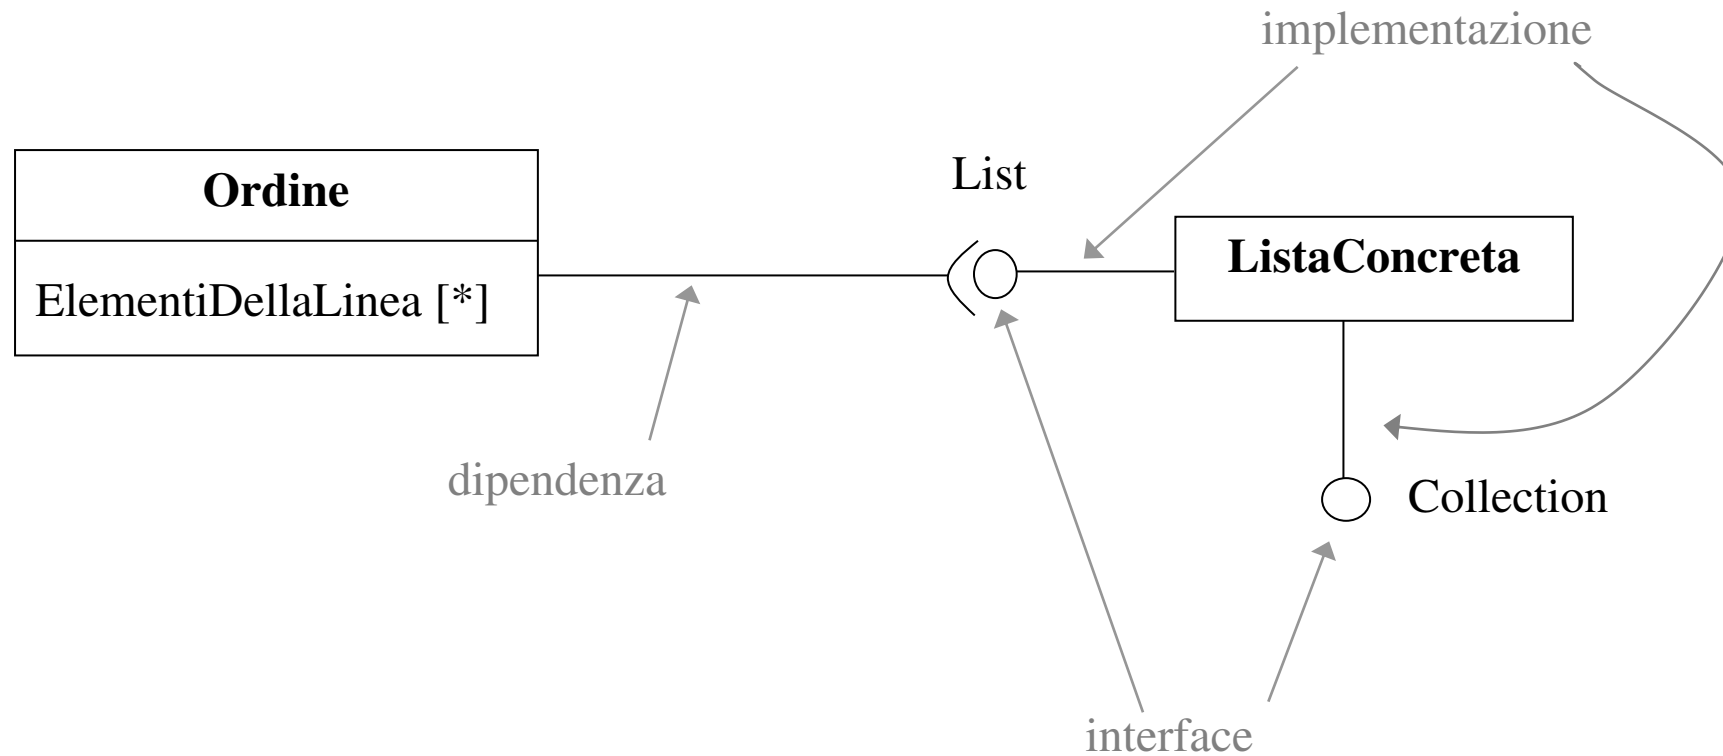 implementazione
List
Ordine
ListaConcreta
ElementiDellaLinea [*]
dipendenza
Collection
interface